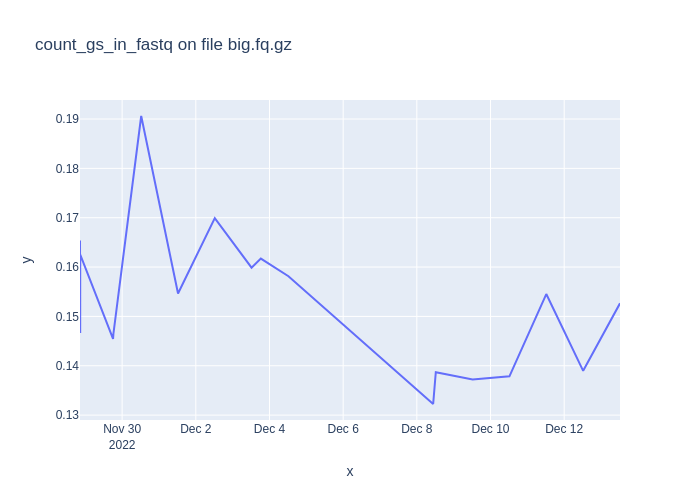 count_gs_in_fastq on file big.fq.gz
0.19
0.18
0.17
0.16
0.15
0.14
0.13
y
Nov 30 Dec 2 Dec 4 Dec 6 Dec 8 Dec 10 Dec 12
2022
x